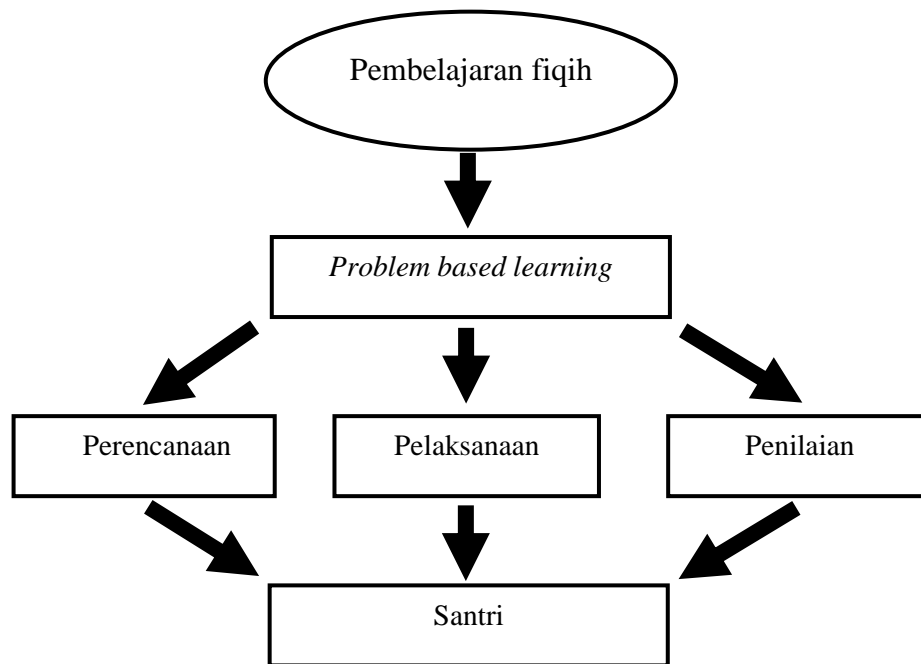 Pembelajaran fiqih
Problem based learning
Perencanaan
Pelaksanaan
Penilaian
Santri